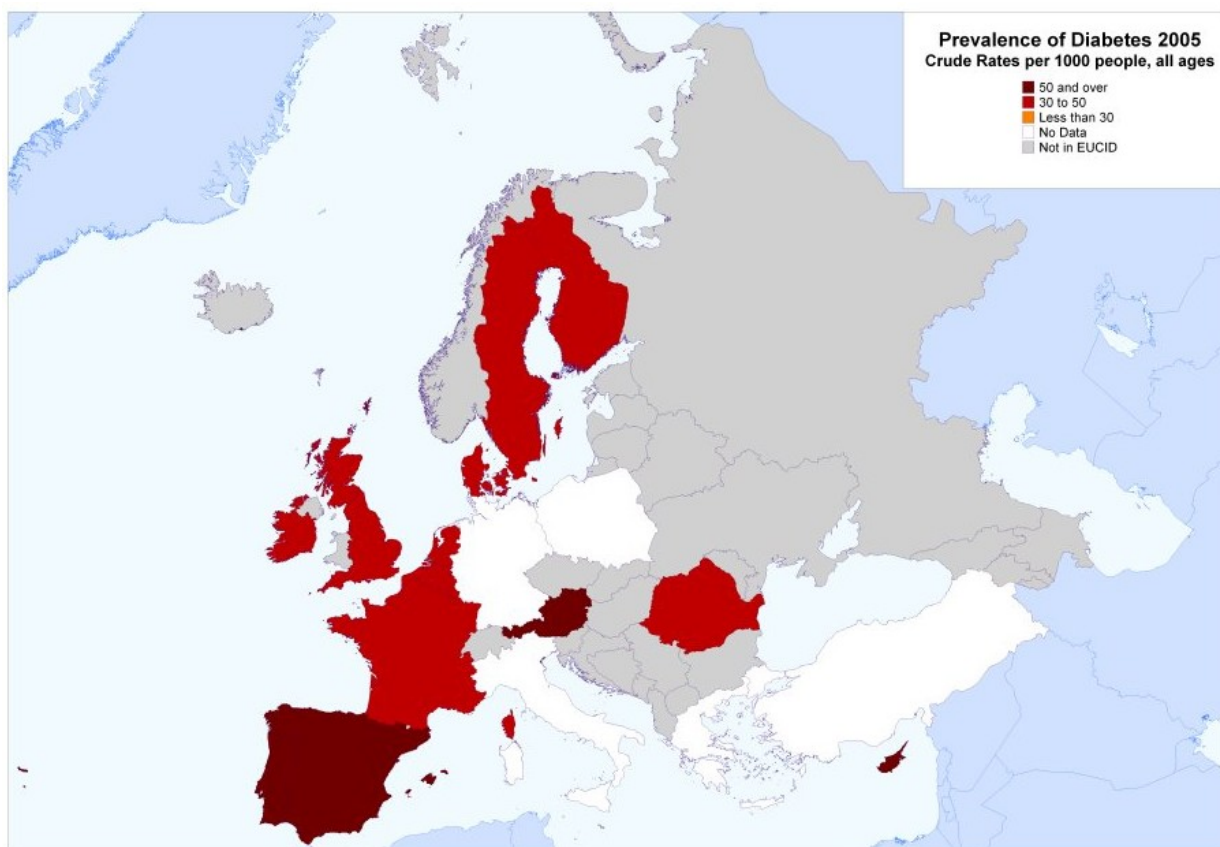 Prevalence of Diabetes 2005
Crude Rates per 1000 people, all ages
50 and over
30 to 50
Less than 30
No Data
Not in EUCID